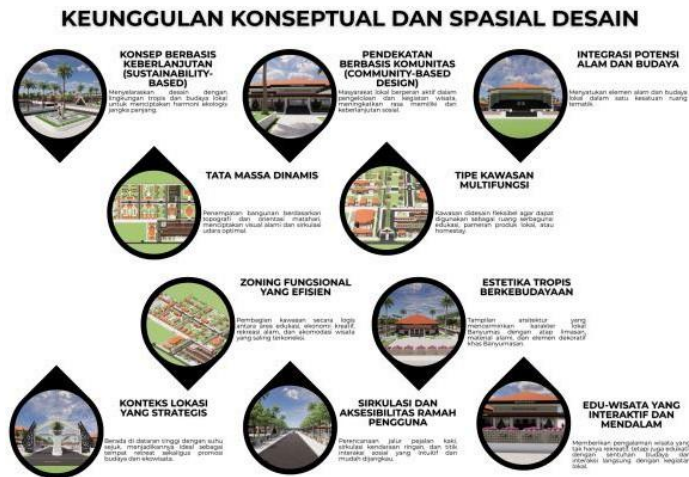 KEUNGGULAN KONSEPTUAL DAN SPASIAL DESAIN
KONSEP BERBASIS
KEBERLANJUTAN
(SUSTAINABILITY-
BASED)
Menyelaraskan desain dengan
lingkungan tropis dan budaya lokal
untuk menciptakan harmoni ekologis
jangka panjang.
PENDEKATAN
BERBASIS KOMUNITAS
(COMMUNITY-BASED
DESIGN)
Masyarakat lokal berperan aktif dalam
pengelolaan dan kegiatan wisata,
meningkatkan rasa memiliki dan
keberlanjutan sosial.
INTEGRASI POTENSI
ALAM DAN BUDAYA
Menyatukan elemen alam dan budaya
lokal dalam satu kesatuan ruang
tematik.
TATA MASSA DINAMIS
Penempatan bangunan berdasarkan
topografi dan orientasi matahari,
menciptakan visual alami dan sirkulasi
udara optimal.
TIPE KAWASAN
MULTIFUNGSI
Kawasan didesain fleksibel agar dapat
digunakan sebagai ruang serbaguna:
edukasi, pameran produk lokal, atau
homestay.
ZONING FUNGSIONAL
YANG EFISIEN
Pembagian kawasan secara logis
antara area edukasi, ekonomi kreatif,
rekreasi alam, dan akomodasi wisata
yang saling terkoneksi.
ESTETIKA TROPIS
BERKEBUDAYAAN
Tampilan arsitektur yang
mencerminkan karakter lokal
Banyumas dengan atap limasan,
material alami, dan elemen dekoratif
khas Banyumasan.
KONTEKS LOKASI
YANG STRATEGIS
Berada di dataran tinggi dengan suhu
sejuk, menjadikannya ideal sebagai
tempat retreat sekaligus promosi
budaya dan ekowisata.
SIRKULASI DAN
AKSESIBILITAS RAMAH
PENGGUNA
Perencanaan jalur pejalan kaki,
sirkulasi kendaraan ringan, dan titik
interaksi sosial yang intuitif dan
mudah dijangkau.
EDU-WISATA YANG
INTERAKTIF DAN
MENDALAM
Memberikan pengalaman wisata yang
tak hanya rekreatif, tetapi juga edukatif
dengan sentuhan budaya dan
interaksi langsung dengan kegiatan
lokal.